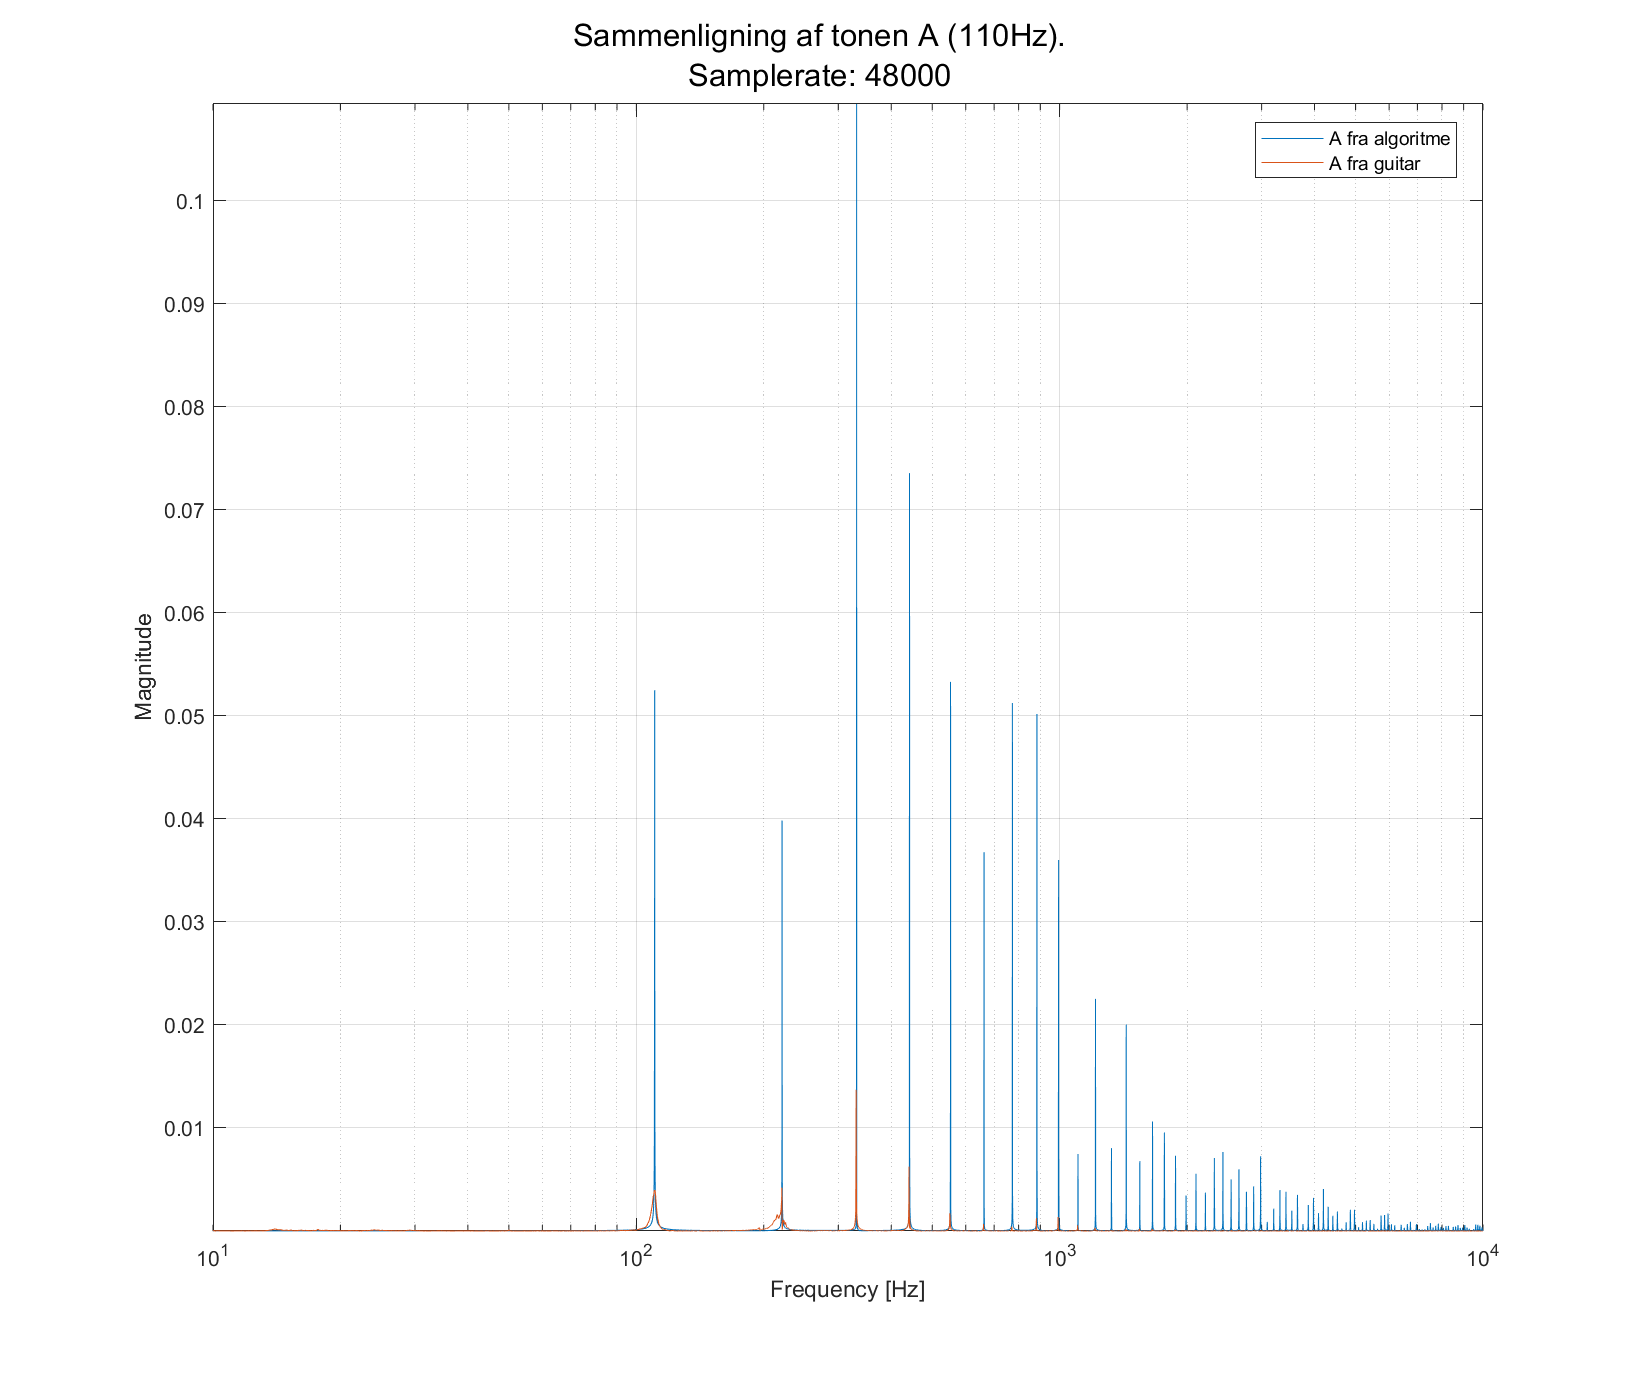 Sammenligning af tonen A (110Hz).
Samplerate: 48000
A fra algoritme
A fra guitar
0.1
0.09
0.08
0.07
0.06
0.05
0.04
0.03
0.02
0.01
Magnitude
10^1
10^2
10^3
10^4
Frequency [Hz]